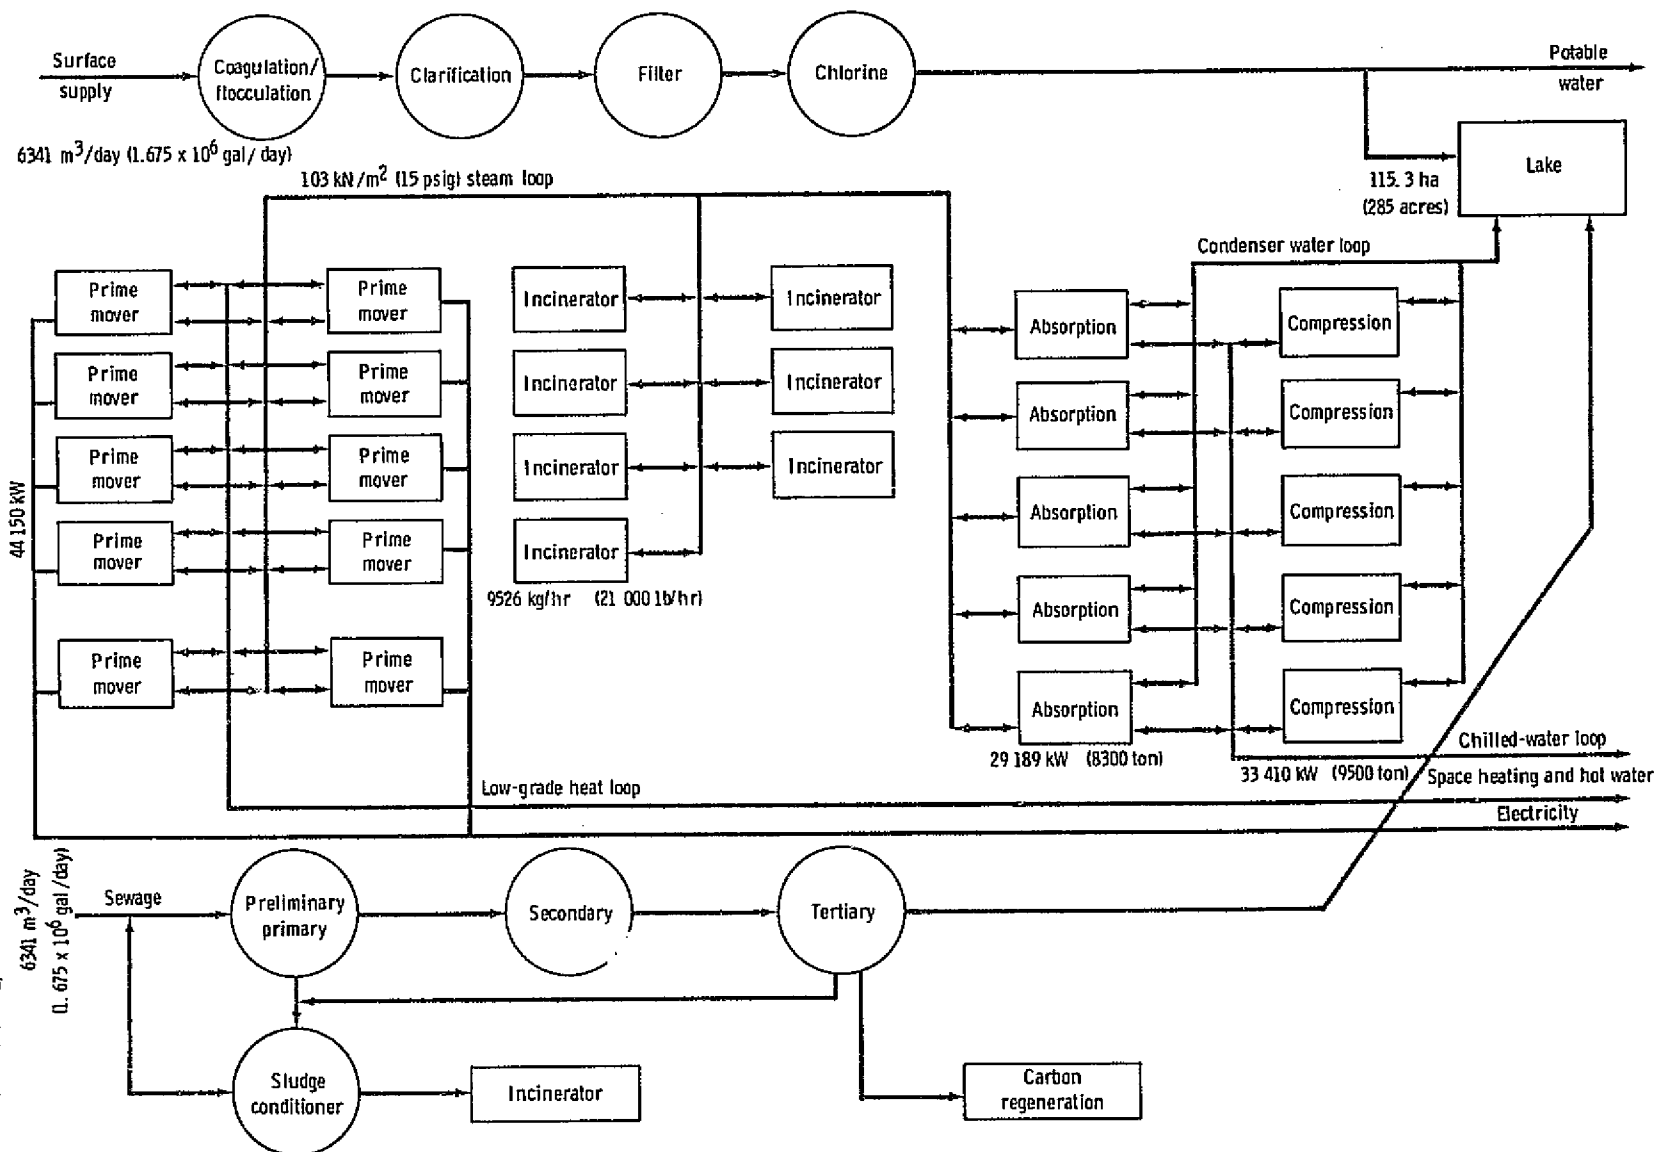 Surface
supply
Coagulation/
flocculation
Clarification
Filter
Chlorine
Potable
water
6341 m³/day (1.675 x 10⁶ gal/day)
103 kN/m² (15 psig) steam loop
115.3 ha
(285 acres)
Lake
Condenser water loop
Prime
mover
Prime
mover
Incinerator
Incinerator
Absorption
Compression
Prime
mover
Prime
mover
Incinerator
Incinerator
Absorption
Compression
Prime
mover
Prime
mover
Incinerator
Incinerator
Absorption
Compression
44 150 kW
Prime
mover
Prime
mover
Incinerator
9526 kg/hr (21 000 lb/hr)
Absorption
Compression
Prime
mover
Prime
mover
Absorption
Compression
29 189 kW (8300 ton)
33 410 kW (9500 ton)
Chilled-water loop
Space heating and hot water
Low-grade heat loop
Electricity
6341 m³/day
(1.675 x 10⁶ gal/day)
Sewage
Preliminary
primary
Secondary
Tertiary
Sludge
conditioner
Incinerator
Carbon
regeneration